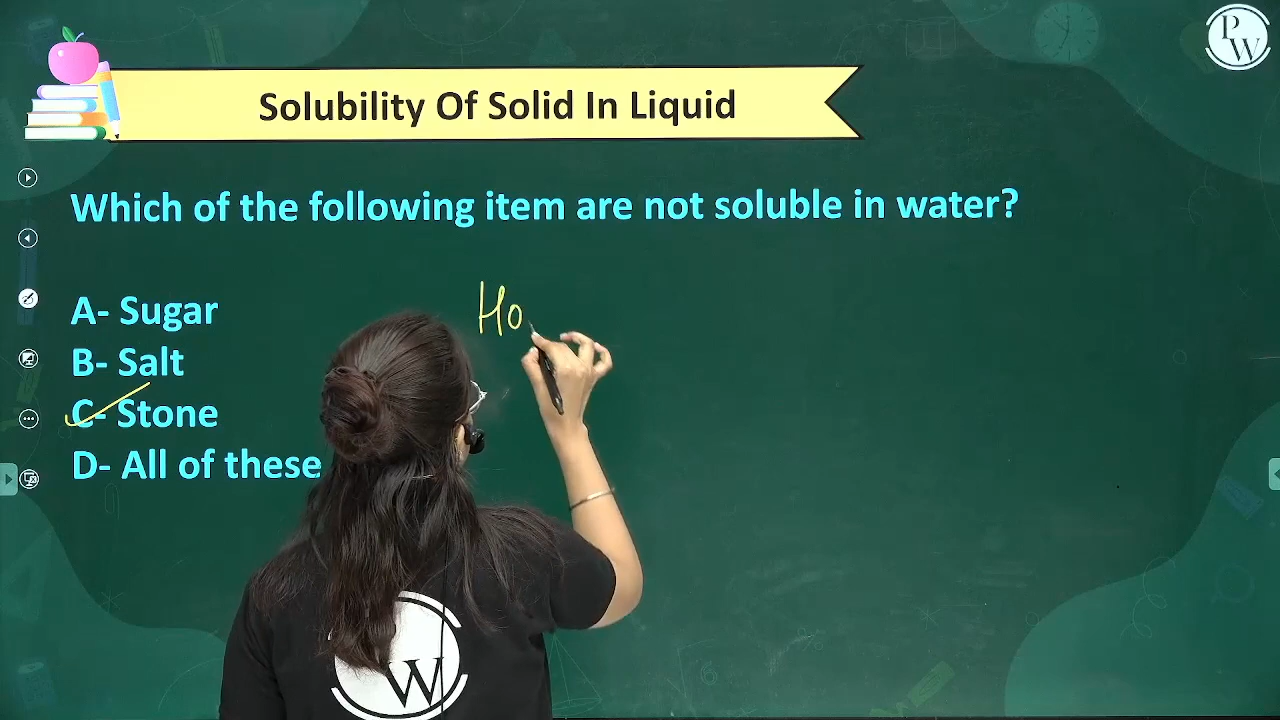 PW
Solubility Of Solid In Liquid
Which of the following item are not soluble in water?
A- Sugar
B- Salt
C- Stone
D- All of these
Ho
W